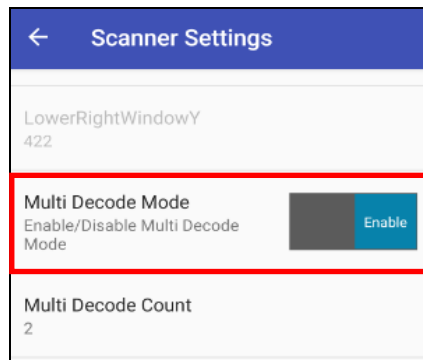 Scanner Settings
LowerRightWindowY
422
Multi Decode Mode
Enable/Disable Multi Decode
Mode
Enable
Multi Decode Count
2